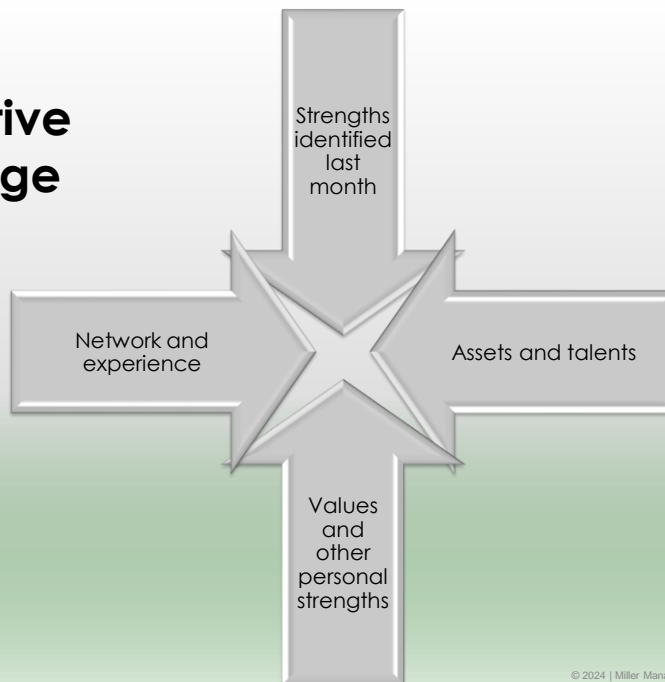 tive
ge
Strengths
identified
last
month
Network and
experience
Assets and talents
Values
and
other
personal
strengths
© 2024 | Miller Mana